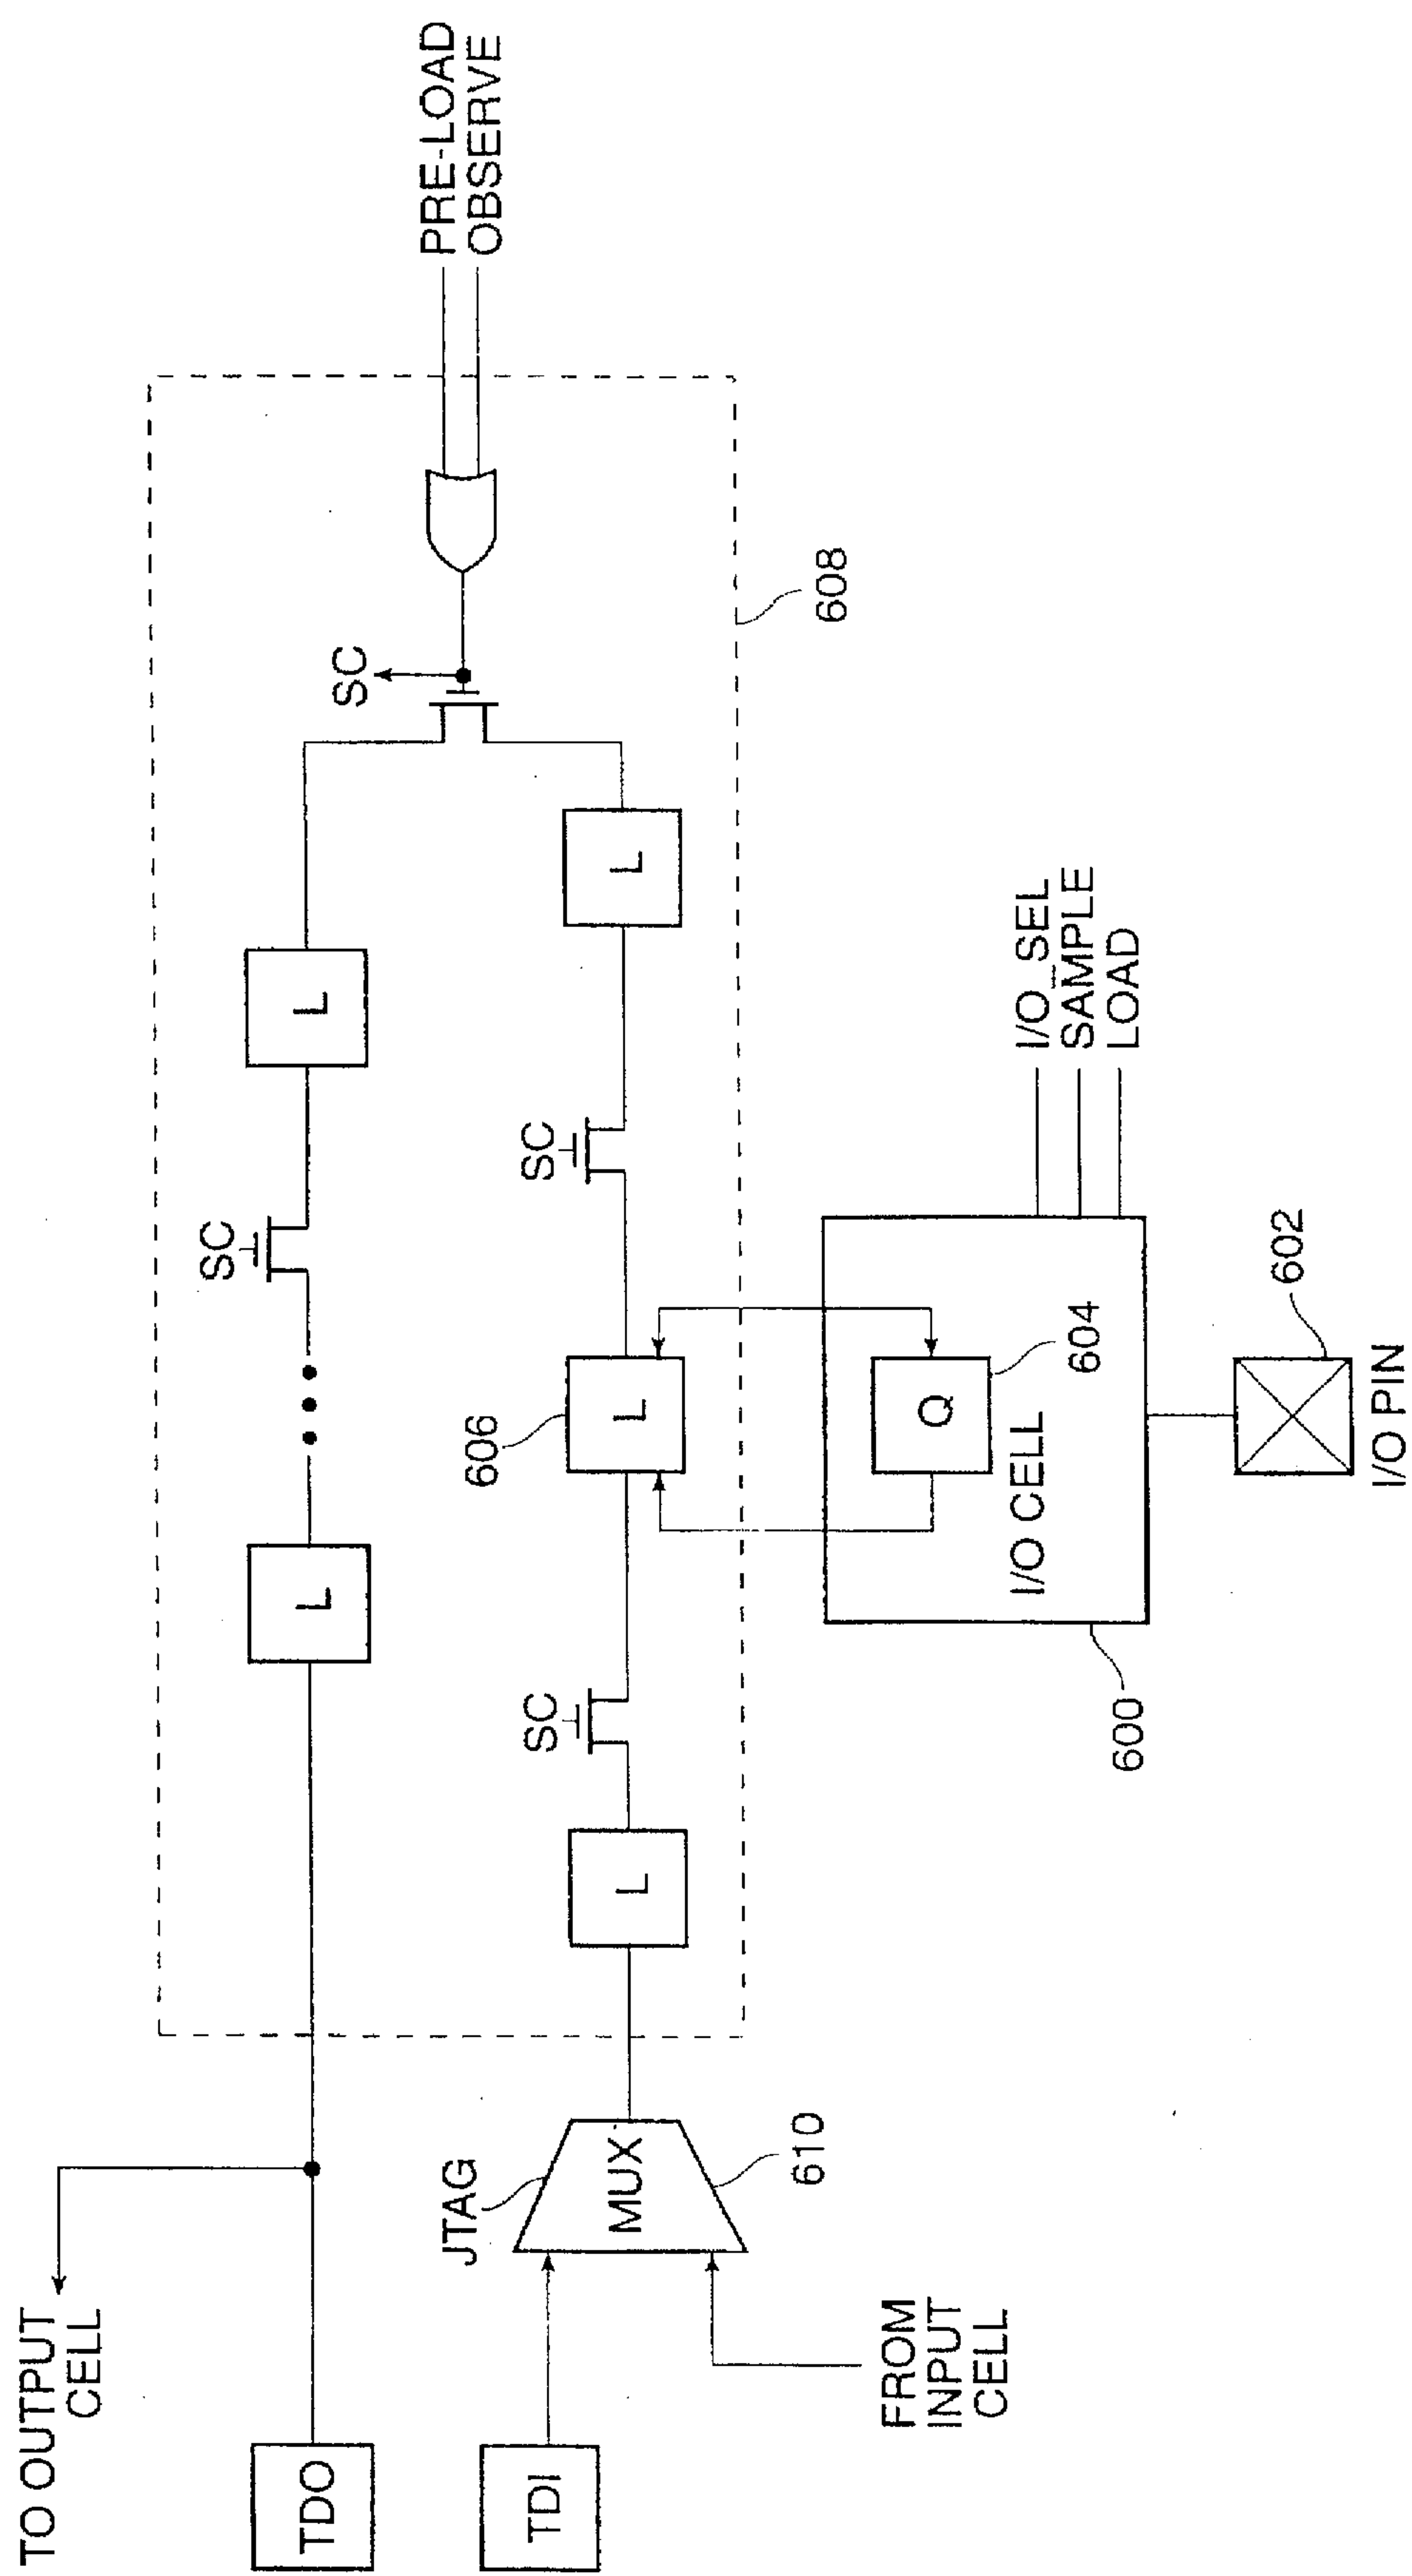 TO OUTPUT
CELL
TDO
TDI
JTAG
MUX
610
FROM
INPUT
CELL
L
SC
L
SC
PRE-LOAD
OBSERVE
L
SC
606
L
SC
L
608
I/O_SEL
SAMPLE
LOAD
Q
604
I/O CELL
600
602
I/O PIN